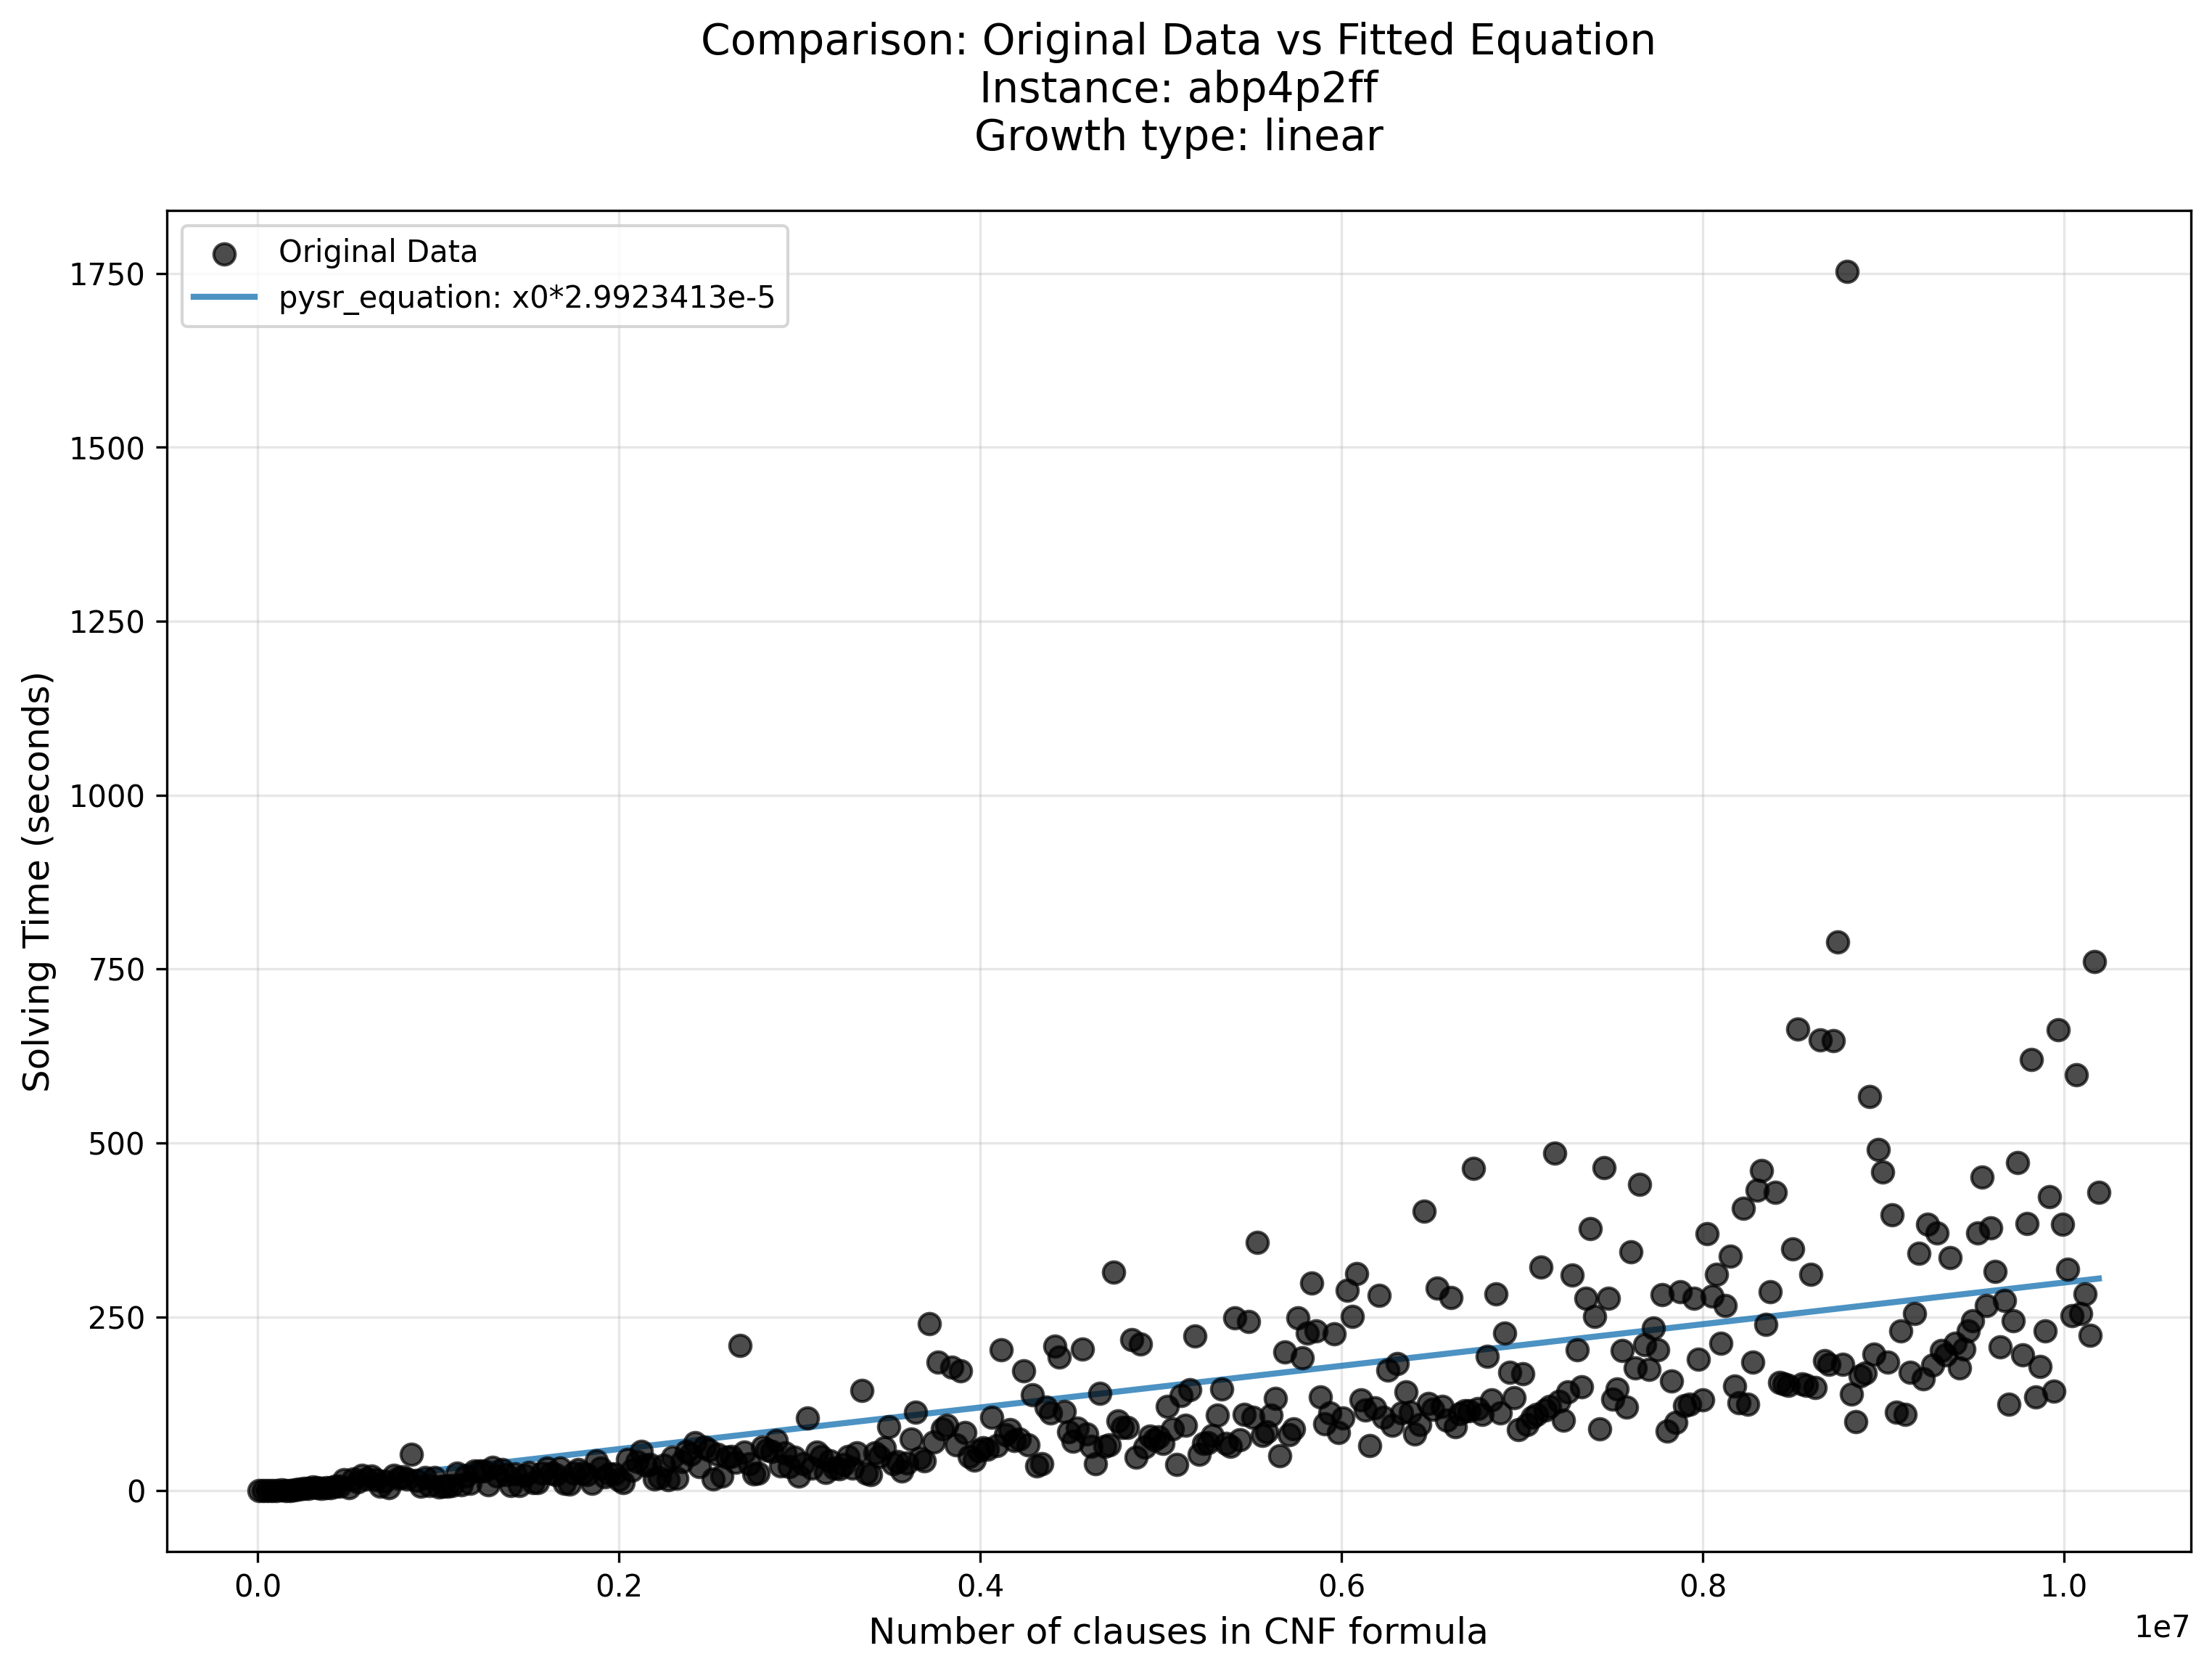 Comparison: Original Data vs Fitted Equation
Instance: abp4p2ff
Growth type: linear
Original Data
pysr_equation: x0*2.9923413e-5
Solving Time (seconds)
1750
1500
1250
1000
750
500
250
0
0.0 0.2 0.4 0.6 0.8 1.0
1e7
Number of clauses in CNF formula